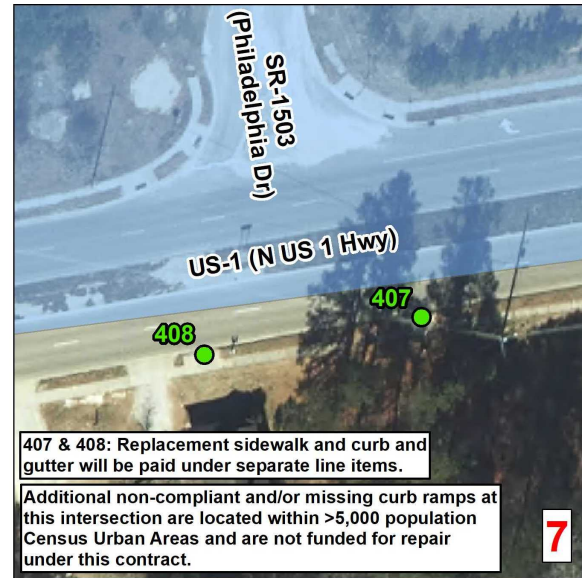 SR-1503
(Philadelphia Dr)
US-1 (N US 1 Hwy)
407
408
407 & 408: Replacement sidewalk and curb and
gutter will be paid under separate line items.
Additional non-compliant and/or missing curb ramps at
this intersection are located within >5,000 population
Census Urban Areas and are not funded for repair
under this contract.
7